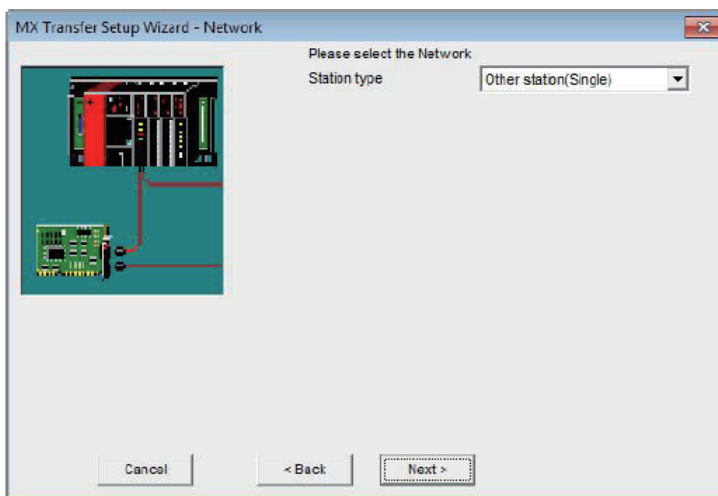 MX Transfer Setup Wizard - Network
Please select the Network
Station type Other station(Single)
Cancel < Back Next >